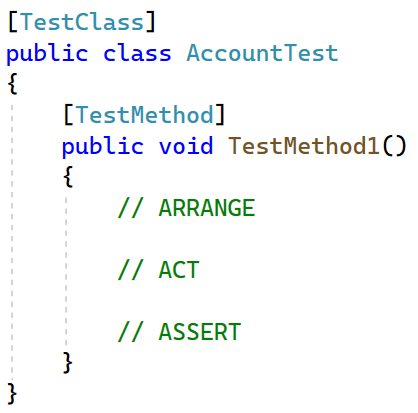 [TestClass]
public class AccountTest
{
    [TestMethod]
    public void TestMethod1()
    {
        // ARRANGE

        // ACT

        // ASSERT
    }
}